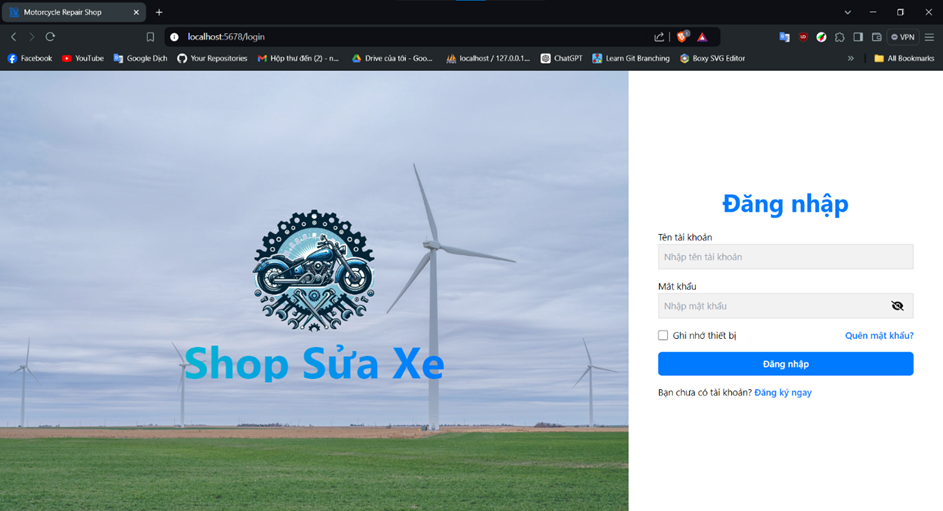 Motorcycle Repair Shop
localhost:5678/login
VPN
Facebook
YouTube
Google Dịch
Your Repositories
Hộp thư đến (2) - n...
Drive của tôi - Goo...
localhost / 127.0.0.1...
ChatGPT
Learn Git Branching
Boxy SVG Editor
All Bookmarks
Shop Sửa Xe
Đăng nhập
Tên tài khoản
Nhập tên tài khoản
Mật khẩu
Nhập mật khẩu
Ghi nhớ thiết bị
Quên mật khẩu?
Đăng nhập
Bạn chưa có tài khoản? Đăng ký ngay